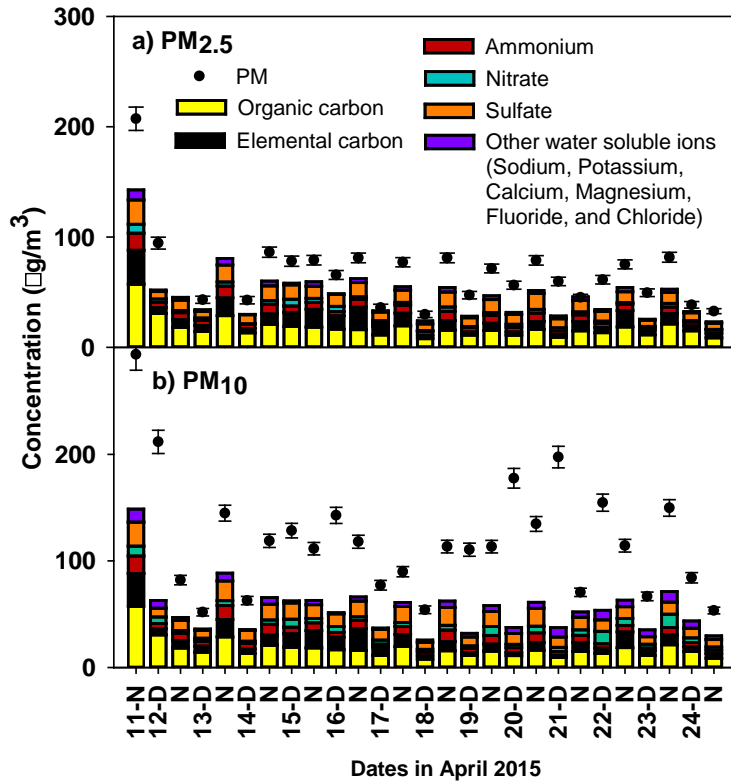 300
a) PM2.5
PM
Organic carbon
Elemental carbon
Ammonium
Nitrate
Sulfate
Other water soluble ions
(Sodium, Potassium,
Calcium, Magnesium,
Fluoride, and Chloride)
200
100
0
Concentration (□g/m3)
b) PM10
200
100
0
11-N
12-D
N
13-D
N
14-D
N
15-D
N
16-D
N
17-D
N
18-D
N
19-D
N
20-D
N
21-D
N
22-D
N
23-D
N
24-D
N
Dates in April 2015